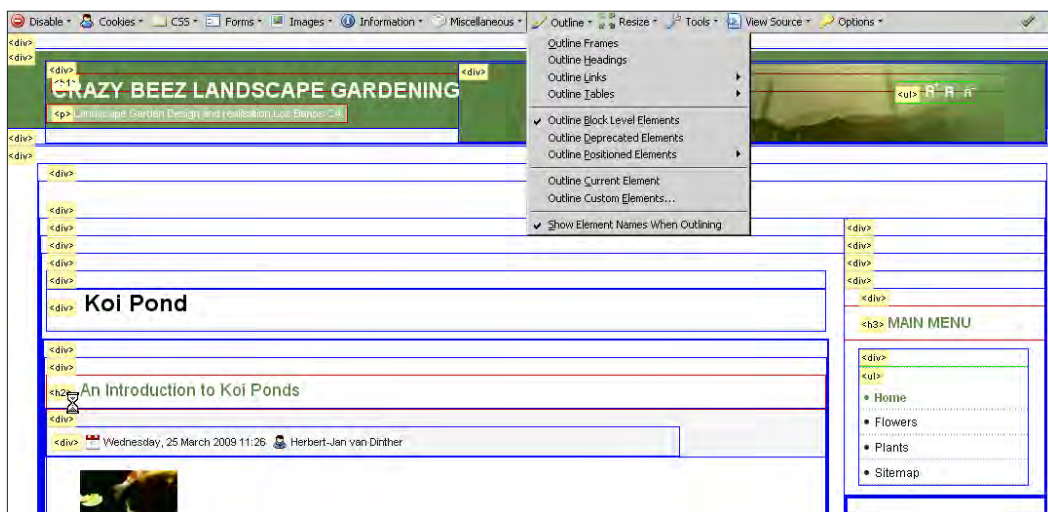 Disable Cookies CSS Forms Images Information Miscellaneous Outline Resize Tools View Source Options
<div>
<div>
<div>
<h1> CRAZY BEEZ LANDSCAPE GARDENING
<div>
<p> Landscape Garden Design and realisation Los Banos CA
<ul>
<div>
<div>
Outline Frames
Outline Headings
Outline Links
Outline Tables
Outline Block Level Elements
Outline Deprecated Elements
Outline Positioned Elements
Outline Current Element
Outline Custom Elements...
Show Element Names When Outlining
<div>
<div>
<div>
<div>
<div>
<div>
<div> Koi Pond
<div>
<div>
<h2> An Introduction to Koi Ponds
<div>
<div> Wednesday, 25 March 2009 11:26 Herbert-Jan van Dinther
<div>
<div>
<div>
<div>
<div>
<h3> MAIN MENU
<div>
<ul>
• Home
• Flowers
• Plants
• Sitemap